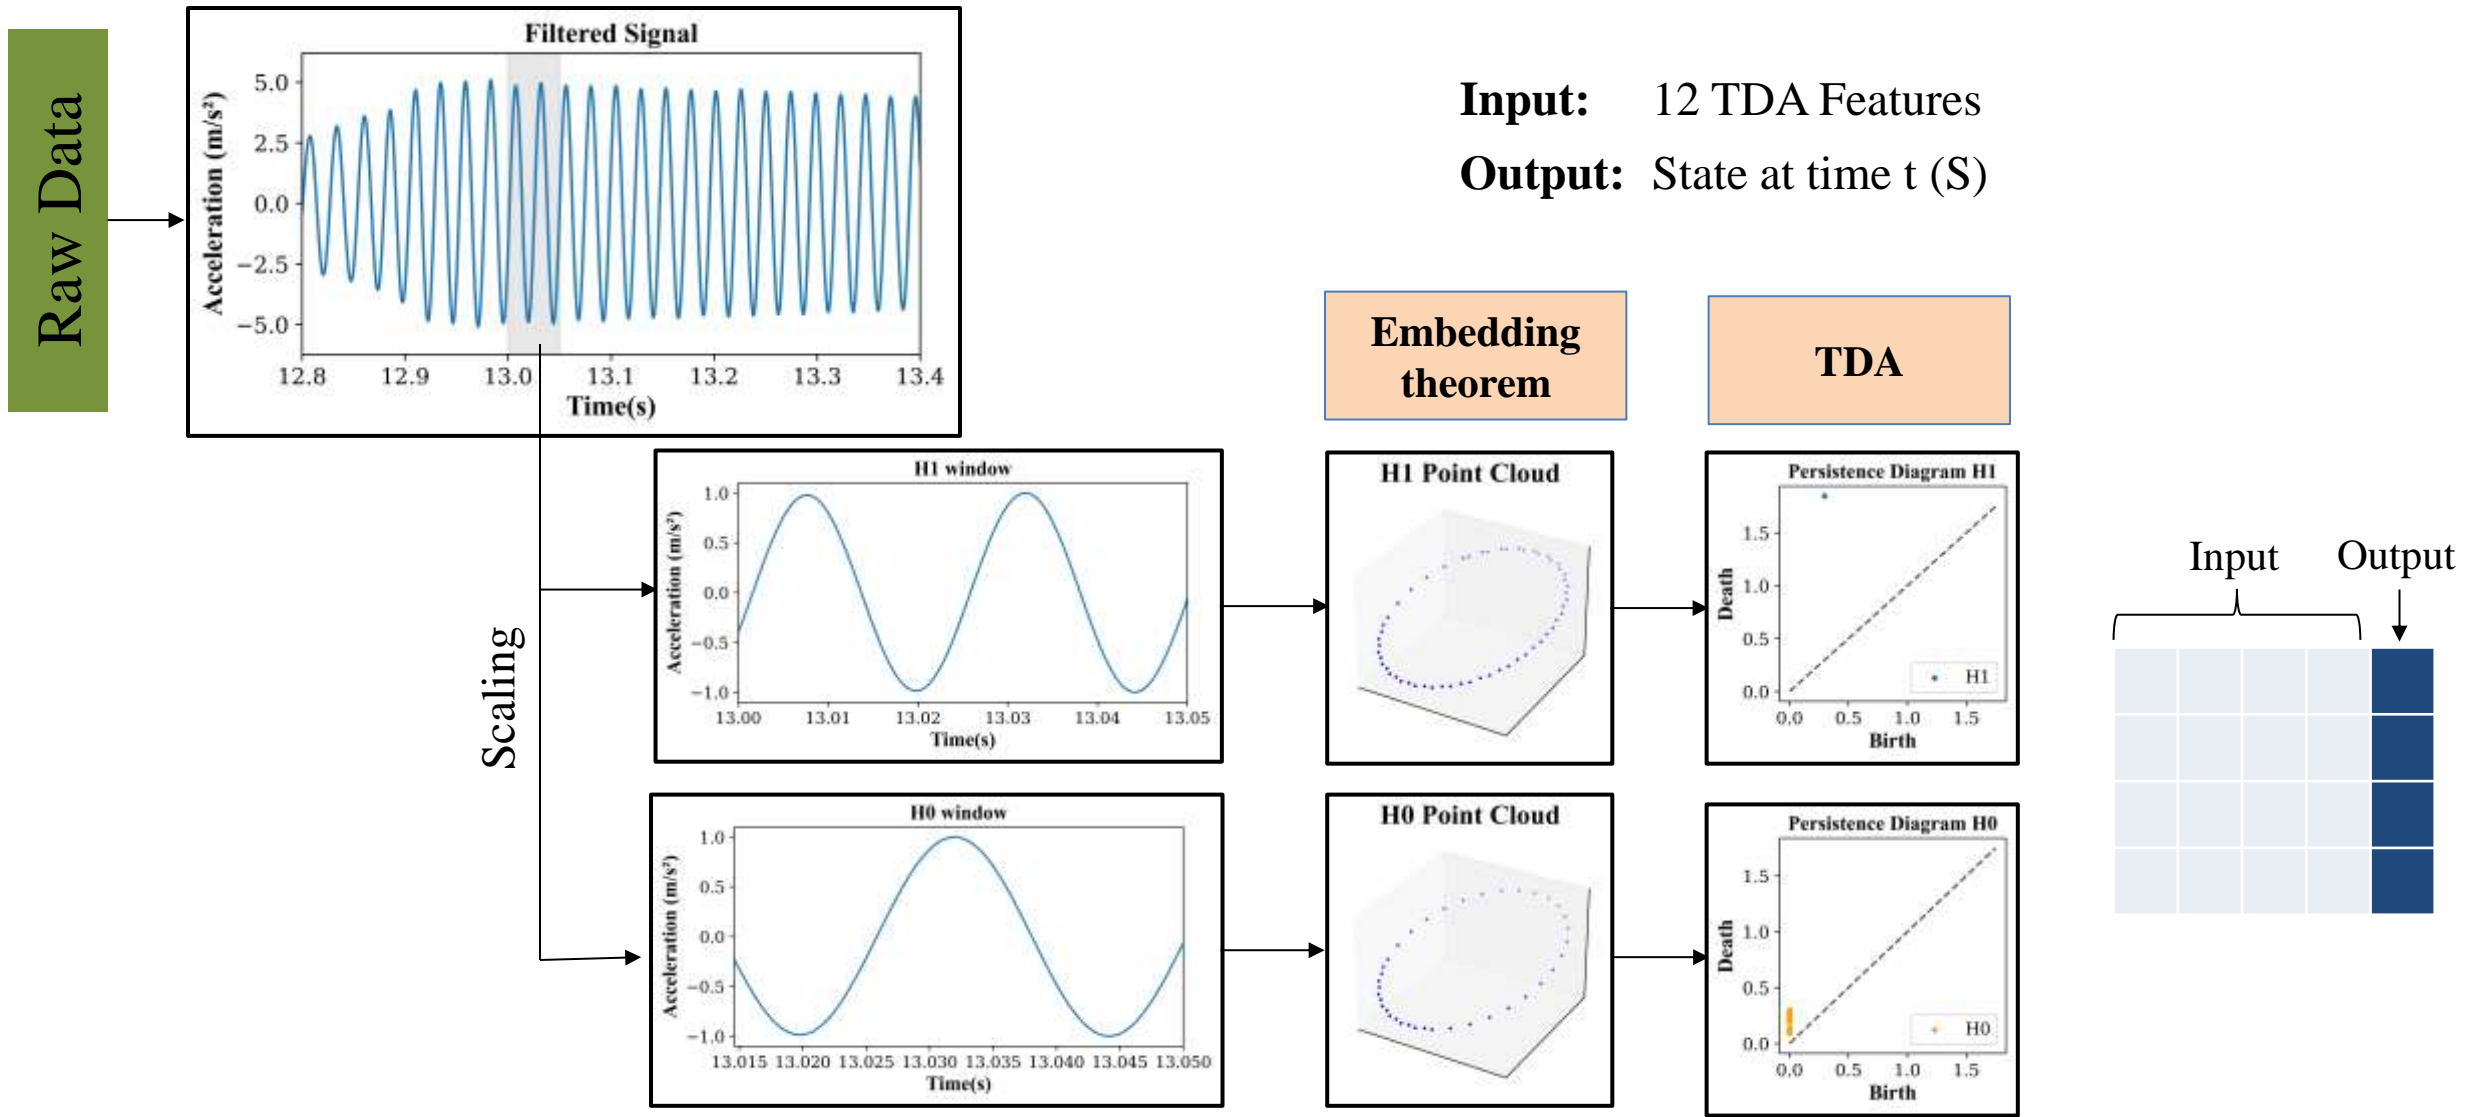 Raw Data
Filtered Signal
Acceleration (m/s²)
5.0
2.5
0.0
−2.5
−5.0
12.8 12.9 13.0 13.1 13.2 13.3 13.4
Time(s)
Input: 12 TDA Features
Output: State at time t (S)
Embedding
theorem
TDA
Scaling
H1 window
Acceleration (m/s²)
1.0
0.5
0.0
−0.5
−1.0
13.00 13.01 13.02 13.03 13.04 13.05
Time(s)
H1 Point Cloud
Persistence Diagram H1
Death
1.5
1.0
0.5
0.0
H1
0.0 0.5 1.0 1.5
Birth
Input Output
H0 window
Acceleration (m/s²)
1.0
0.5
0.0
−0.5
−1.0
13.015 13.020 13.025 13.030 13.035 13.040 13.045 13.050
Time(s)
H0 Point Cloud
Persistence Diagram H0
Death
1.5
1.0
0.5
0.0
H0
0.0 0.5 1.0 1.5
Birth